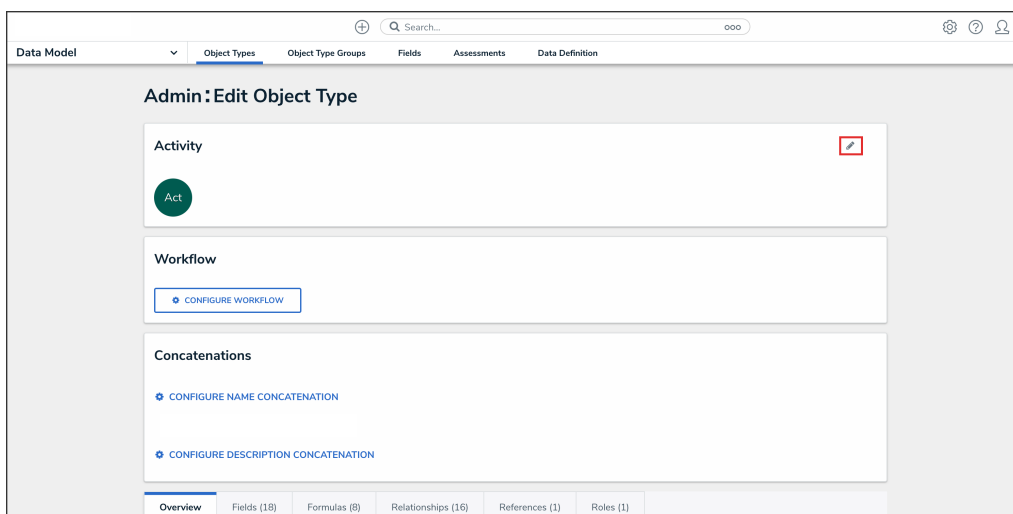 Search...
Data Model
Object Types Object Type Groups Fields Assessments Data Definition
Admin:Edit Object Type
Activity
Act
Workflow
CONFIGURE WORKFLOW
Concatenations
CONFIGURE NAME CONCATENATION
CONFIGURE DESCRIPTION CONCATENATION
Overview Fields (18) Formulas (8) Relationships (16) References (1) Roles (1)